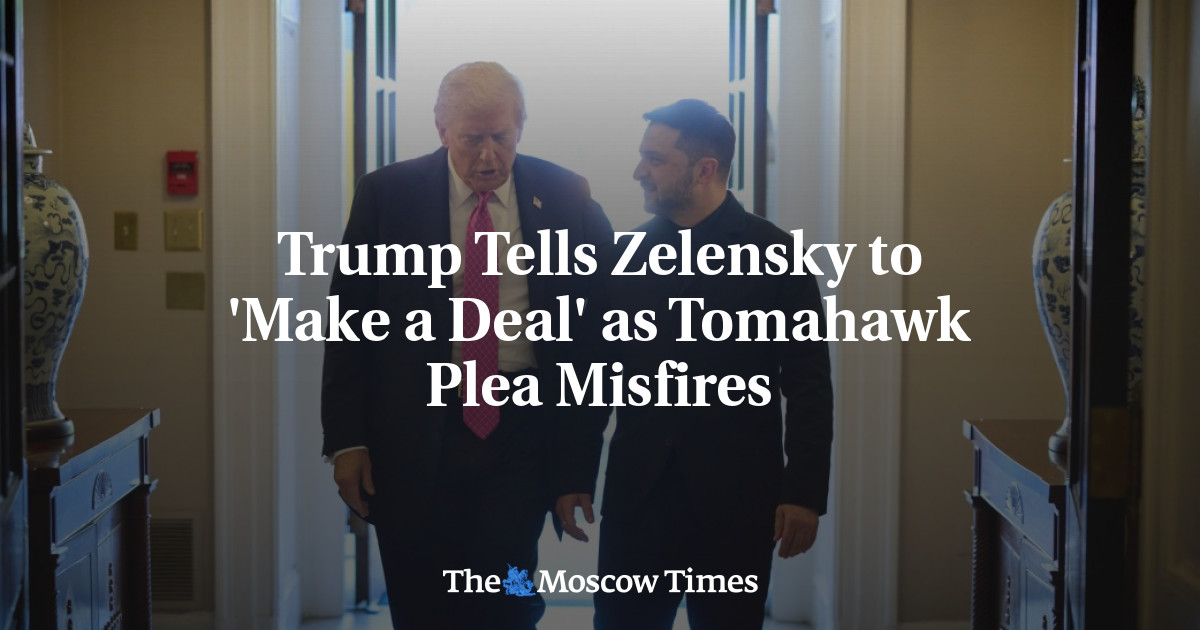 Trump Tells Zelensky to
'Make a Deal' as Tomahawk
Plea Misfires
The Moscow Times